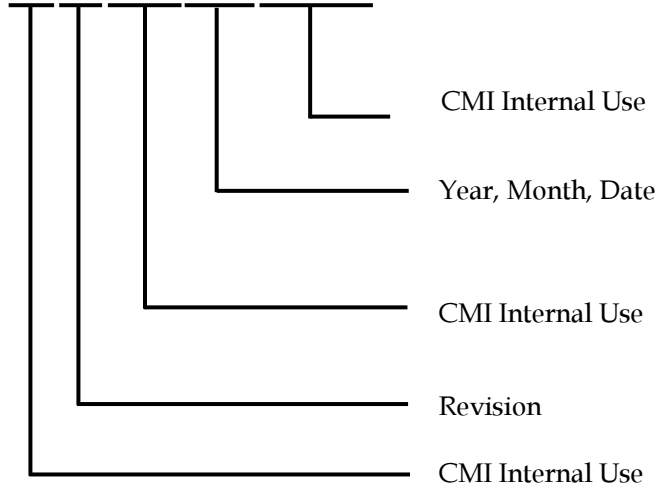 CMI Internal Use
Year, Month, Date
CMI Internal Use
Revision
CMI Internal Use